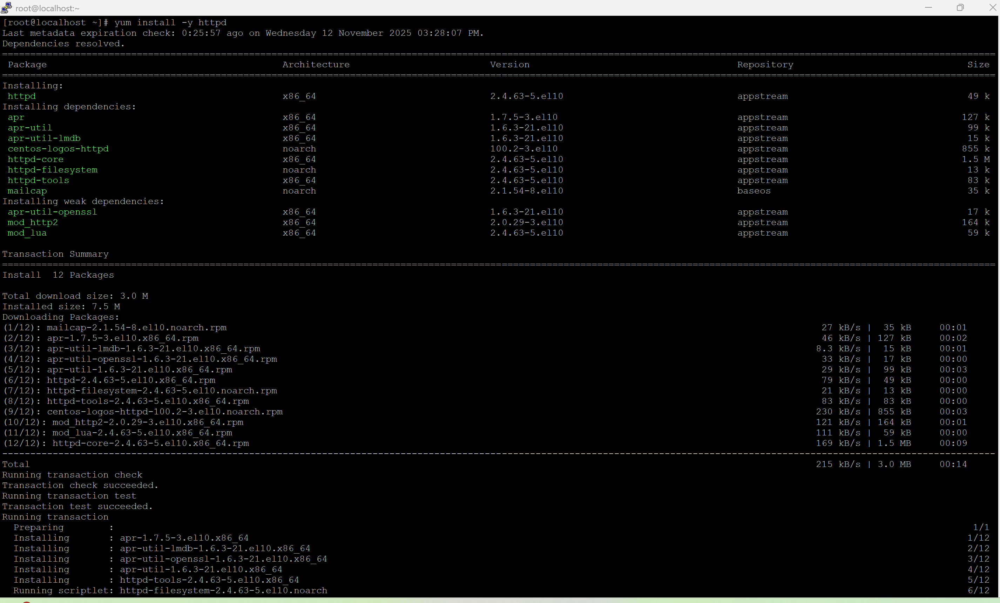 root@localhost:~
[root@localhost ~]# yum install -y httpd
Last metadata expiration check: 0:25:57 ago on Wednesday 12 November 2025 03:28:07 PM.
Dependencies resolved.
Package Architecture Version Repository Size
Installing:
httpd x86_64 2.4.63-5.el10 appstream 49 k
Installing dependencies:
apr x86_64 1.7.5-3.el10 appstream 127 k
apr-util x86_64 1.6.3-21.el10 appstream 99 k
apr-util-lmdb x86_64 1.6.3-21.el10 appstream 15 k
centos-logos-httpd noarch 100.2-3.el10 appstream 855 k
httpd-core x86_64 2.4.63-5.el10 appstream 1.5 M
httpd-filesystem noarch 2.4.63-5.el10 appstream 13 k
httpd-tools x86_64 2.4.63-5.el10 appstream 83 k
mailcap noarch 2.1.54-8.el10 baseos 35 k
Installing weak dependencies:
apr-util-openssl x86_64 1.6.3-21.el10 appstream 17 k
mod_http2 x86_64 2.0.29-3.el10 appstream 164 k
mod_lua x86_64 2.4.63-5.el10 appstream 59 k
Transaction Summary
Install 12 Packages
Total download size: 3.0 M
Installed size: 7.5 M
Downloading Packages:
(1/12): mailcap-2.1.54-8.el10.noarch.rpm 27 kB/s | 35 kB 00:01
(2/12): apr-1.7.5-3.el10.x86_64.rpm 46 kB/s | 127 kB 00:02
(3/12): apr-util-lmdb-1.6.3-21.el10.x86_64.rpm 8.3 kB/s | 15 kB 00:01
(4/12): apr-util-openssl-1.6.3-21.el10.x86_64.rpm 33 kB/s | 17 kB 00:00
(5/12): apr-util-1.6.3-21.el10.x86_64.rpm 29 kB/s | 99 kB 00:03
(6/12): httpd-2.4.63-5.el10.x86_64.rpm 79 kB/s | 49 kB 00:00
(7/12): httpd-filesystem-2.4.63-5.el10.noarch.rpm 21 kB/s | 13 kB 00:00
(8/12): httpd-tools-2.4.63-5.el10.x86_64.rpm 83 kB/s | 83 kB 00:00
(9/12): centos-logos-httpd-100.2-3.el10.noarch.rpm 230 kB/s | 855 kB 00:03
(10/12): mod_http2-2.0.29-3.el10.x86_64.rpm 121 kB/s | 164 kB 00:01
(11/12): mod_lua-2.4.63-5.el10.x86_64.rpm 111 kB/s | 59 kB 00:00
(12/12): httpd-core-2.4.63-5.el10.x86_64.rpm 169 kB/s | 1.5 MB 00:09
Total 215 kB/s | 3.0 MB 00:14
Running transaction check
Transaction check succeeded.
Running transaction test
Transaction test succeeded.
Running transaction
Preparing : 1/1
Installing : apr-1.7.5-3.el10.x86_64 1/12
Installing : apr-util-lmdb-1.6.3-21.el10.x86_64 2/12
Installing : apr-util-openssl-1.6.3-21.el10.x86_64 3/12
Installing : apr-util-1.6.3-21.el10.x86_64 4/12
Installing : httpd-tools-2.4.63-5.el10.x86_64 5/12
Running scriptlet: httpd-filesystem-2.4.63-5.el10.noarch 6/12